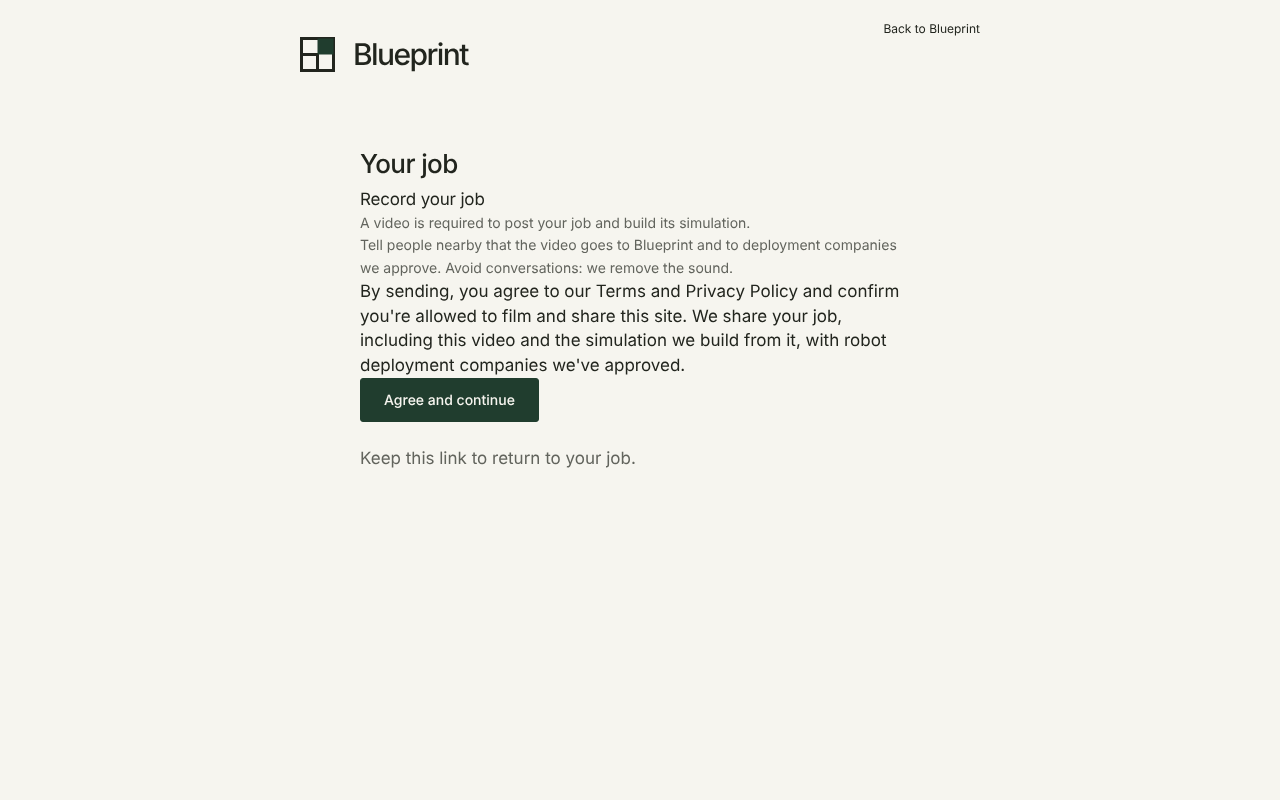 Back to Blueprint
Blueprint
Your job
Record your job
A video is required to post your job and build its simulation.
Tell people nearby that the video goes to Blueprint and to deployment companies
we approve. Avoid conversations: we remove the sound.
By sending, you agree to our Terms and Privacy Policy and confirm
you're allowed to film and share this site. We share your job,
including this video and the simulation we build from it, with robot
deployment companies we've approved.
Agree and continue
Keep this link to return to your job.